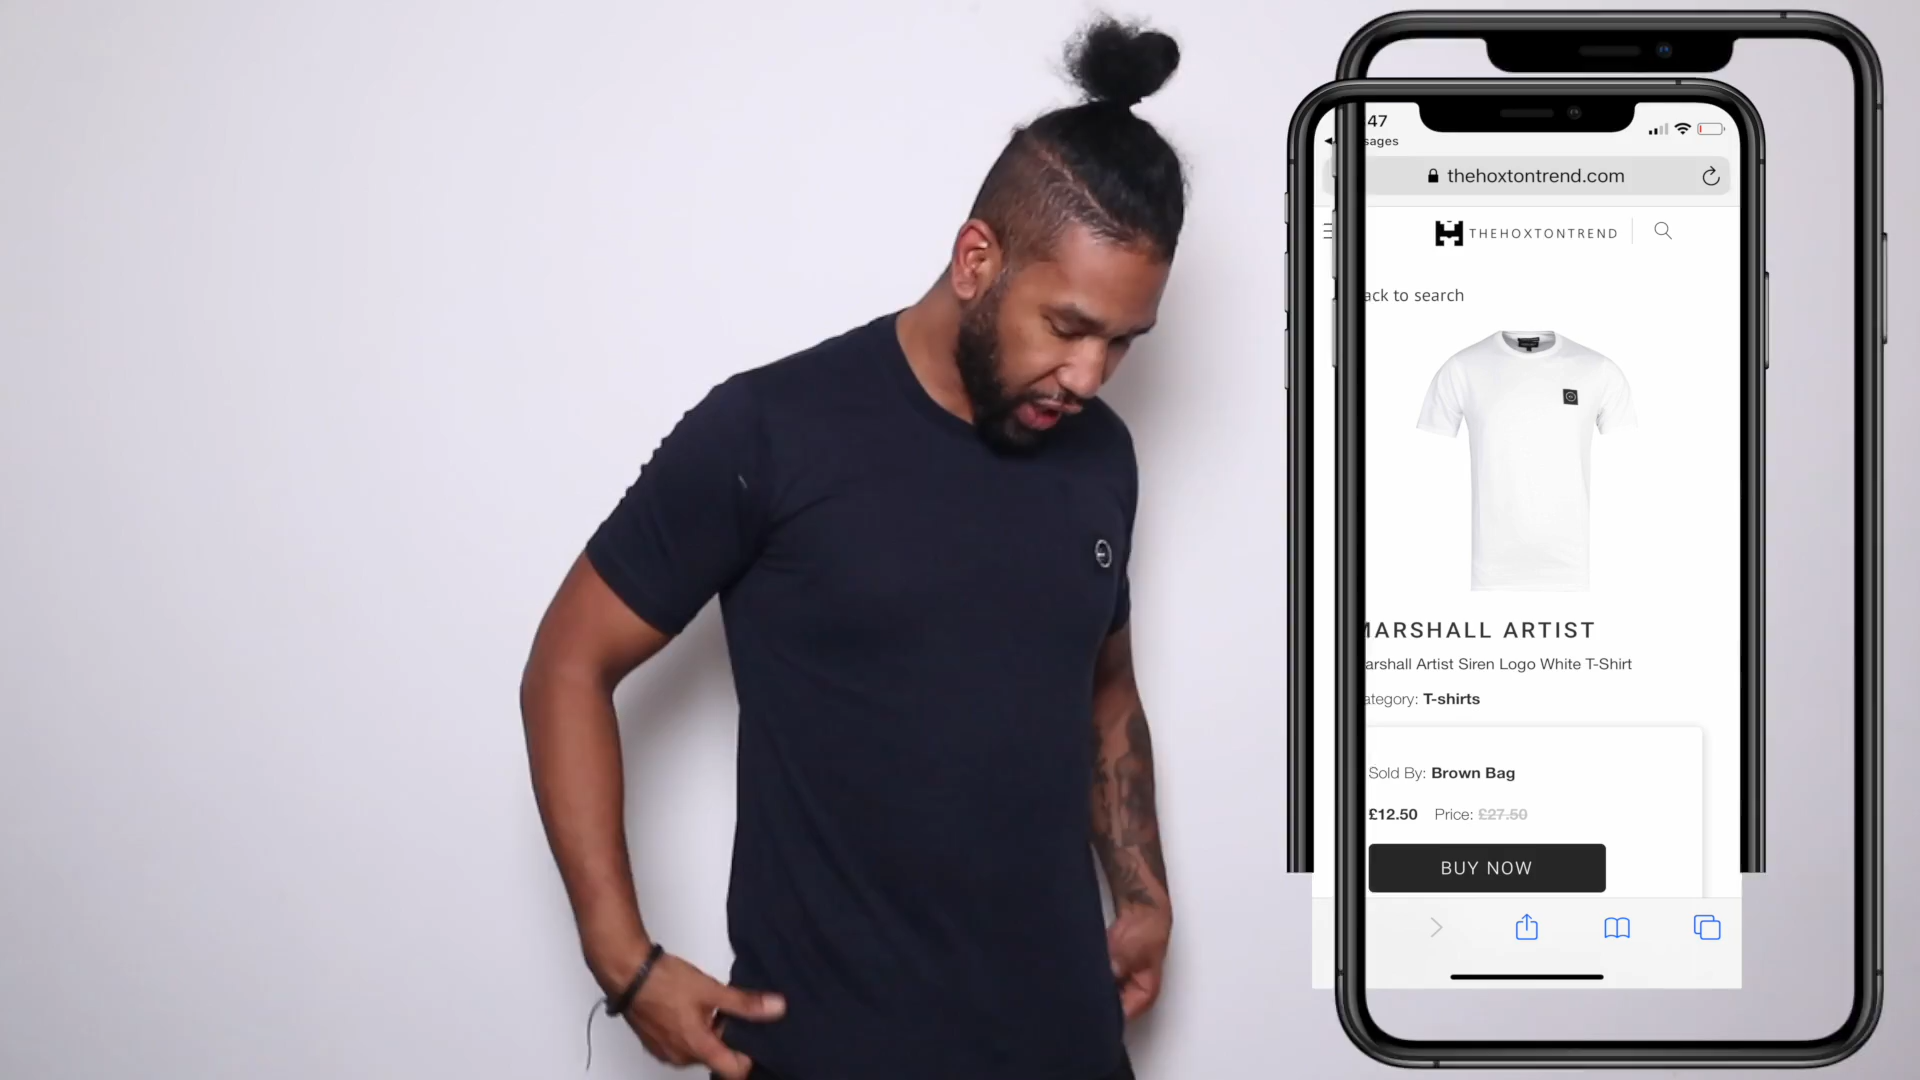 47
sages
thehoxtontrend.com
THEHOXTONTREND
ack to search
MARSHALL ARTIST
arshall Artist Siren Logo White T-Shirt
ategory: T-shirts
Sold By: Brown Bag
£12.50 Price: £27.50
BUY NOW